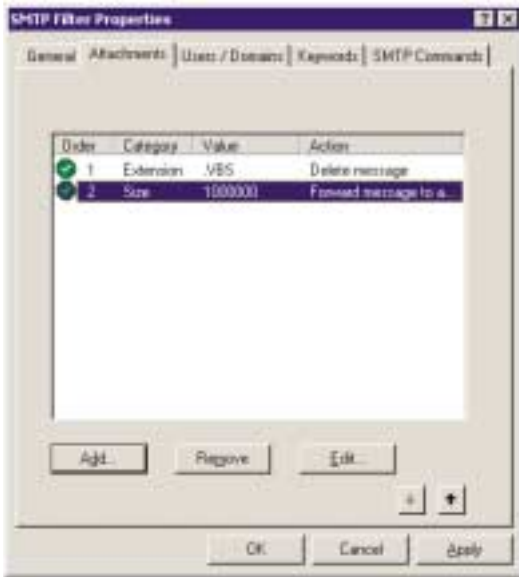 SMTP Filter Properties
General Attachments Users / Domains Keywords SMTP Commands
Order Category Value Action
1 Extension .VBS Delete message
2 Size 1000000 Forward message to a...
Add... Remove Edit...
OK Cancel Apply